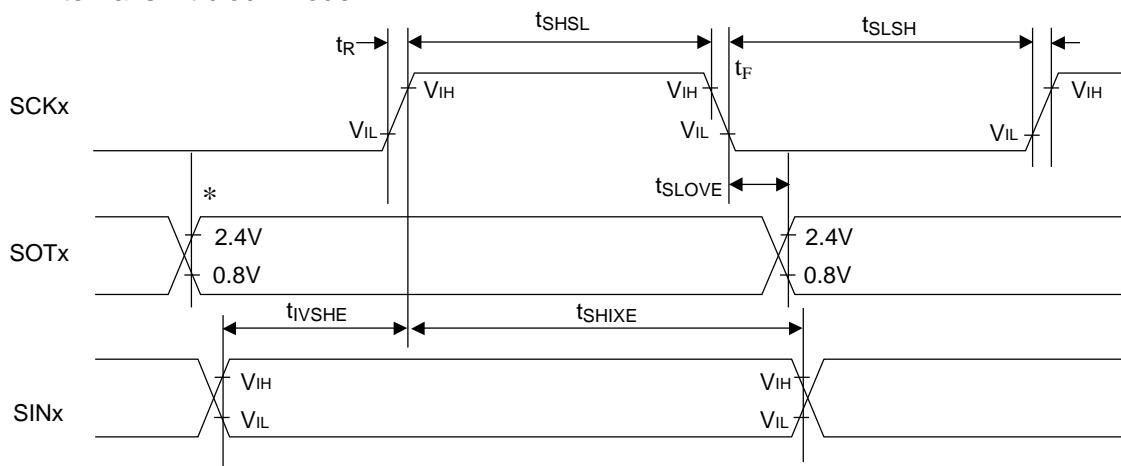 tSHSL
tSLSH
tR
tF
SCKx
VIH
VIH
VIH
VIL
VIL
VIL
*
tSLOVE
SOTx
2.4V
0.8V
2.4V
0.8V
tIVSHE
tSHIXE
SINx
VIH
VIL
VIH
VIL